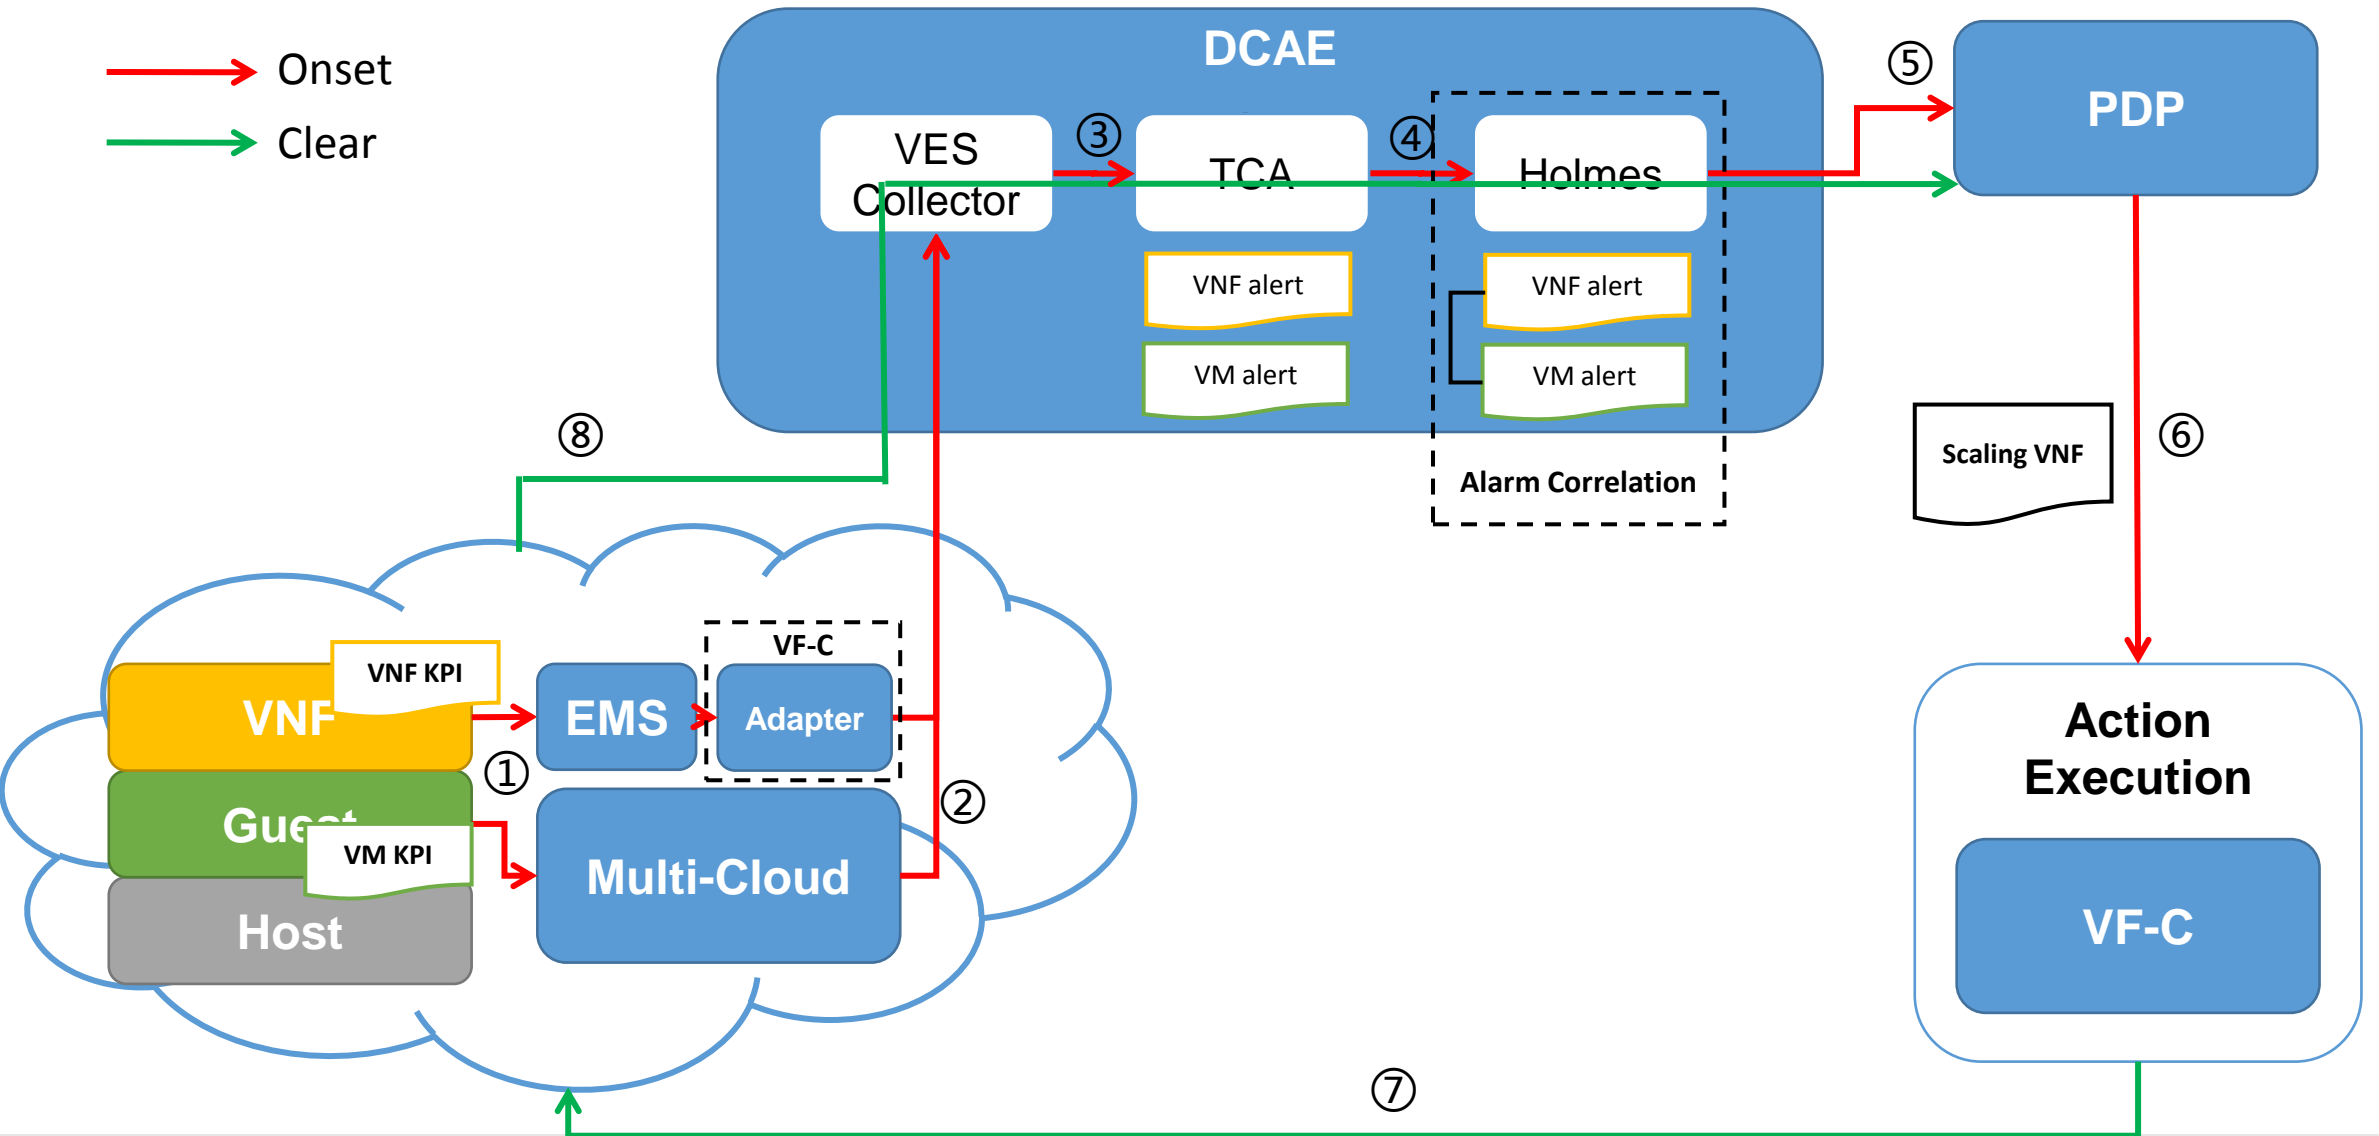 Onset
Clear
DCAE
VES
Collector
③
TCA
④
Holmes
⑤
PDP
VNF alert
VM alert
VNF alert
VM alert
Alarm Correlation
Scaling VNF
⑥
⑧
VNF KPI
VNF
①
EMS
VF-C
Adapter
②
Guest
VM KPI
Multi-Cloud
Host
Action
Execution
VF-C
⑦